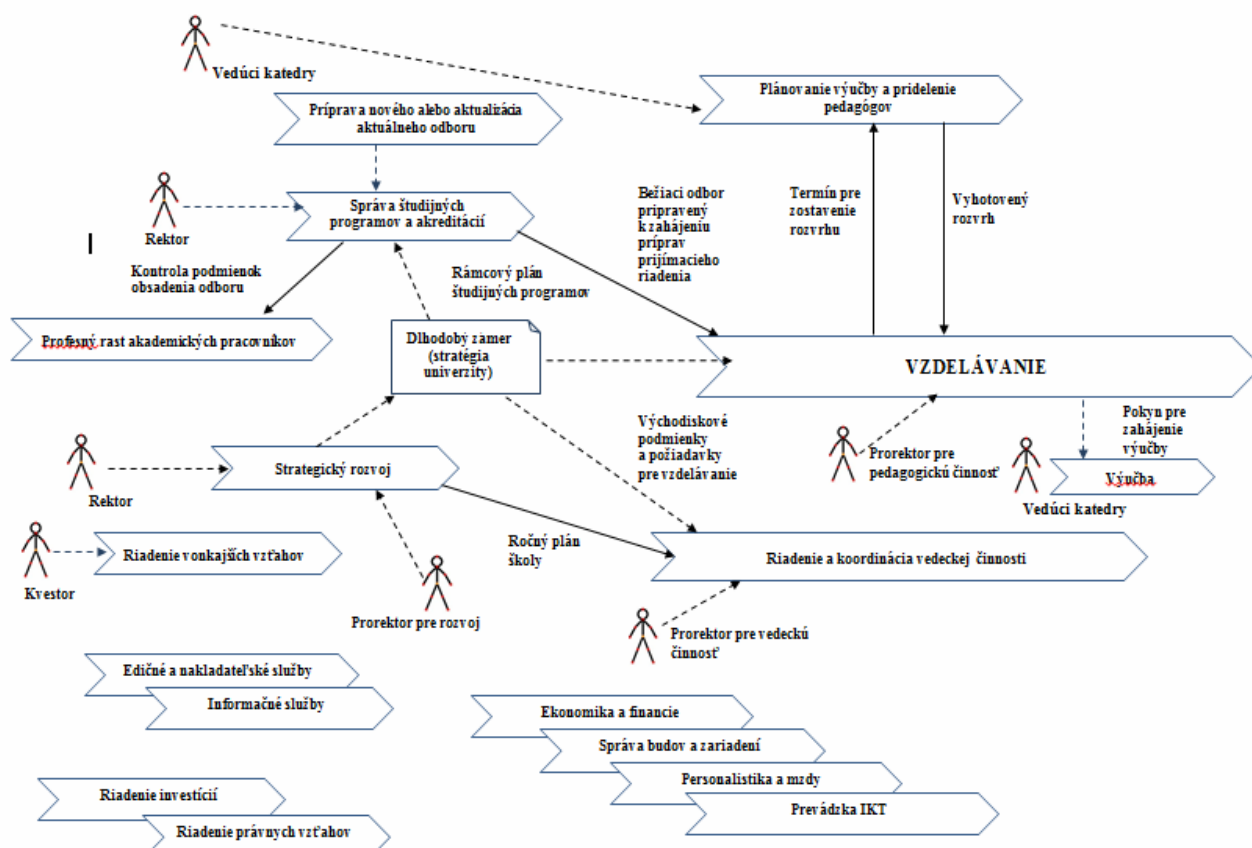 Vedúci katedry
Plánovanie výučby a pridelenie
pedagógov
Príprava nového alebo aktualizácia
aktuálneho odboru
Rektor
Správa študijných
programov a akreditácií
Bežiaci odbor
pripravený
k zahájeniu
príprav
prijímacieho
riadenia
Termín pre
zostavenie
rozvrhu
Vyhotovený
rozvrh
Kontrola podmienok
obsadenia odboru
Rámcový plán
študijných programov
Profesný rast akademických pracovníkov
Dlhodobý zámer
(stratégia
univerzity)
VZDELÁVANIE
Rektor
Strategický rozvoj
Východiskové
podmienky
a požiadavky
pre vzdelávanie
Prorektor pre
pedagogickú činnosť
Pokyn pre
zahájenie
výučby
Výučba
Vedúci katedry
Kvestor
Riadenie vonkajších vzťahov
Ročný plán
školy
Riadenie a koordinácia vedeckej činnosti
Prorektor pre rozvoj
Prorektor pre vedeckú
činnosť
Edičné a nakladateľské služby
Informačné služby
Ekonomika a financie
Správa budov a zariadení
Personalistika a mzdy
Prevádzka IKT
Riadenie investícií
Riadenie právnych vzťahov